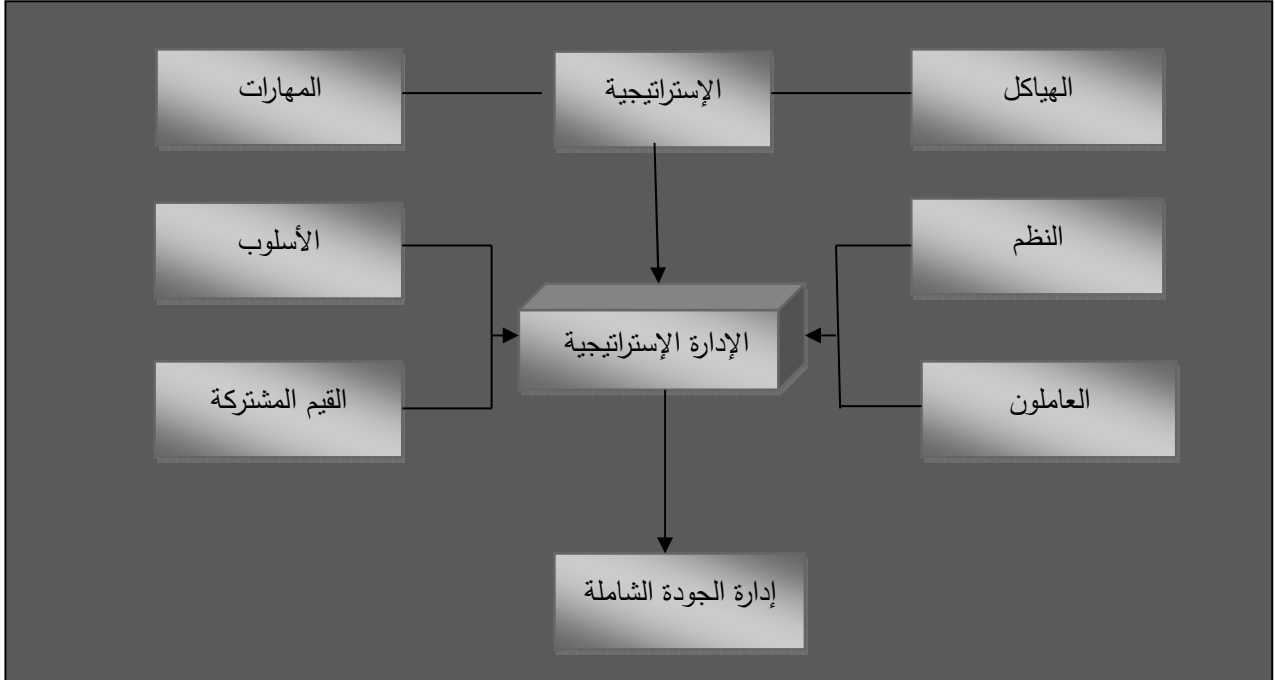 الهياكل
الإستراتيجية
المهارات
النظم
الأسلوب
الإدارة الإستراتيجية
العاملون
القيم المشتركة
إدارة الجودة الشاملة